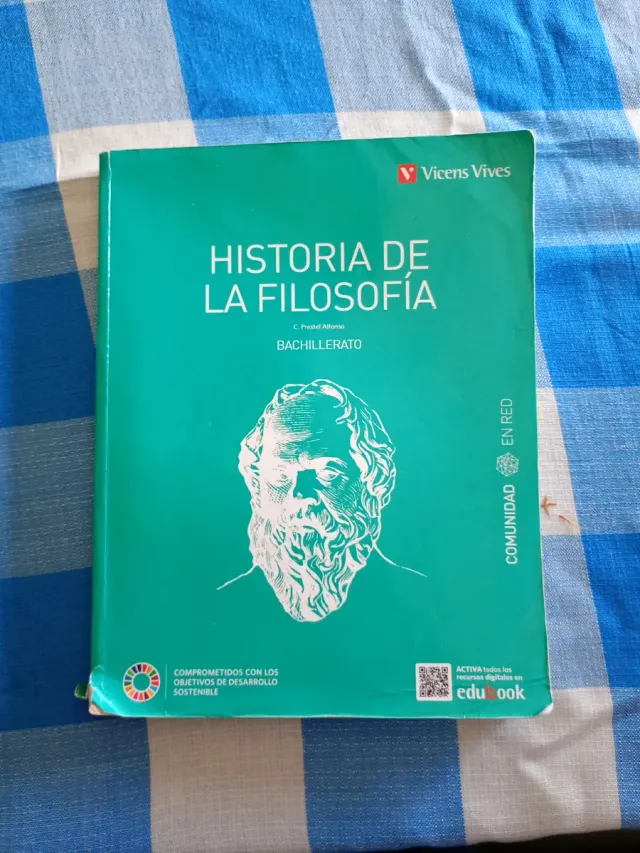 Vicens Vives
HISTORIA DE
LA FILOSOFÍA
C. Prestel Alfonso
BACHILLERATO
COMUNIDAD EN RED
COMPROMETIDOS CON LOS
OBJETIVOS DE DESARROLLO
SOSTENIBLE
ACTIVA todos los
recursos digitales en
edubook